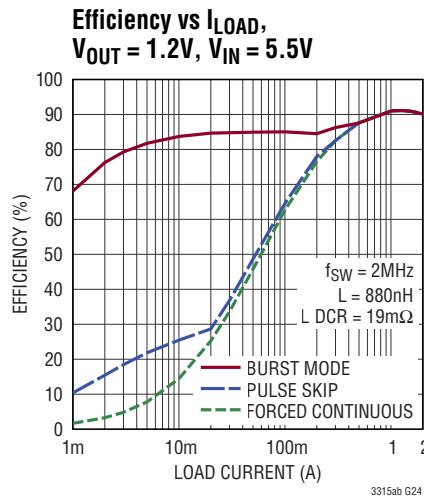 Efficiency vs ILOAD,
VOUT = 1.2V, VIN = 5.5V
100
90
80
70
60
50
40
30
20
10
0
EFFICIENCY (%)
fSW = 2MHz
L = 880nH
L DCR = 19mΩ
BURST MODE
PULSE SKIP
FORCED CONTINUOUS
1m 10m 100m 1 2
LOAD CURRENT (A)
3315ab G24